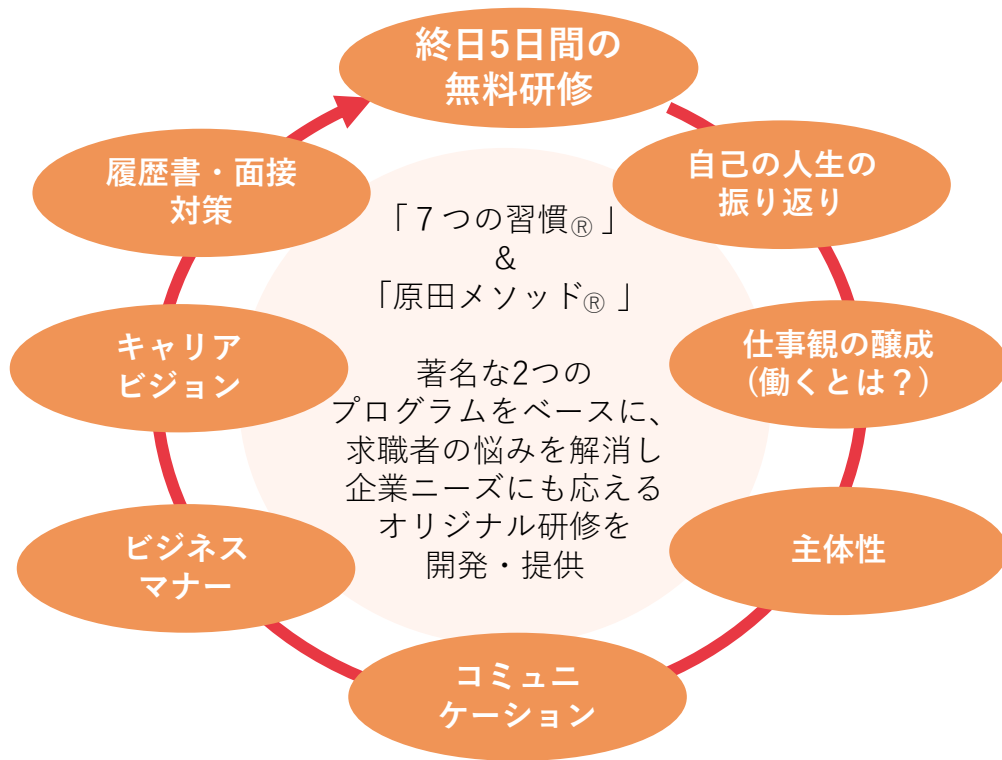 終日5日間の
無料研修
自己の人生の
振り返り
仕事観の醸成
(働くとは？)
主体性
コミュニ
ケーション
ビジネス
マナー
キャリア
ビジョン
履歴書・面接
対策
「７つの習慣®」
&
「原田メソッド®」
著名な2つの
プログラムをベースに、
求職者の悩みを解消し
企業ニーズにも応える
オリジナル研修を
開発・提供